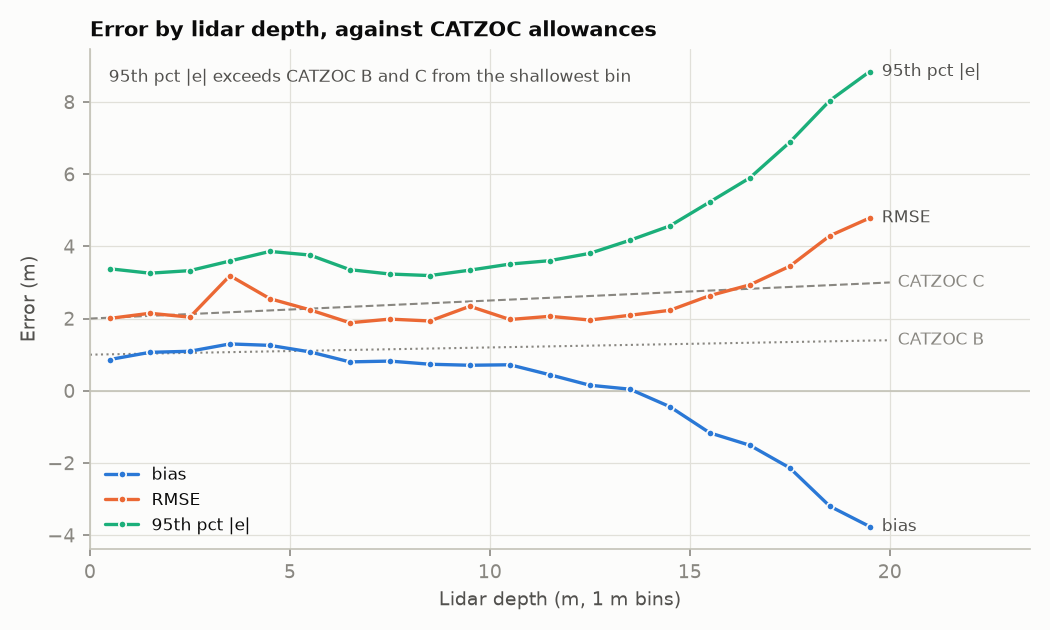 Error by lidar depth, against CATZOC allowances
95th pct |e| exceeds CATZOC B and C from the shallowest bin
95th pct |e|
8
6
4
2
0
−2
−4
RMSE
CATZOC C
CATZOC B
bias
Error (m)
bias
RMSE
95th pct |e|
0
5
10
15
20
Lidar depth (m, 1 m bins)